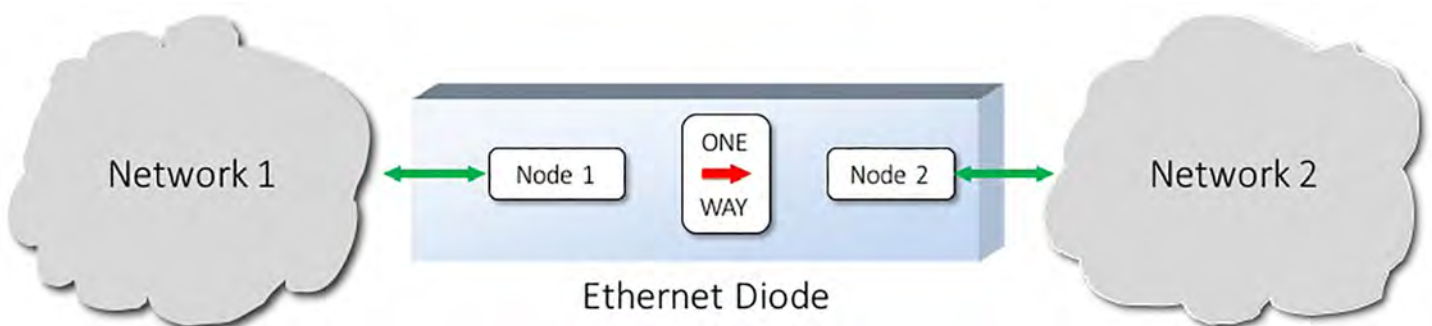 Network 1
Node 1
ONE
WAY
Node 2
Network 2
Ethernet Diode